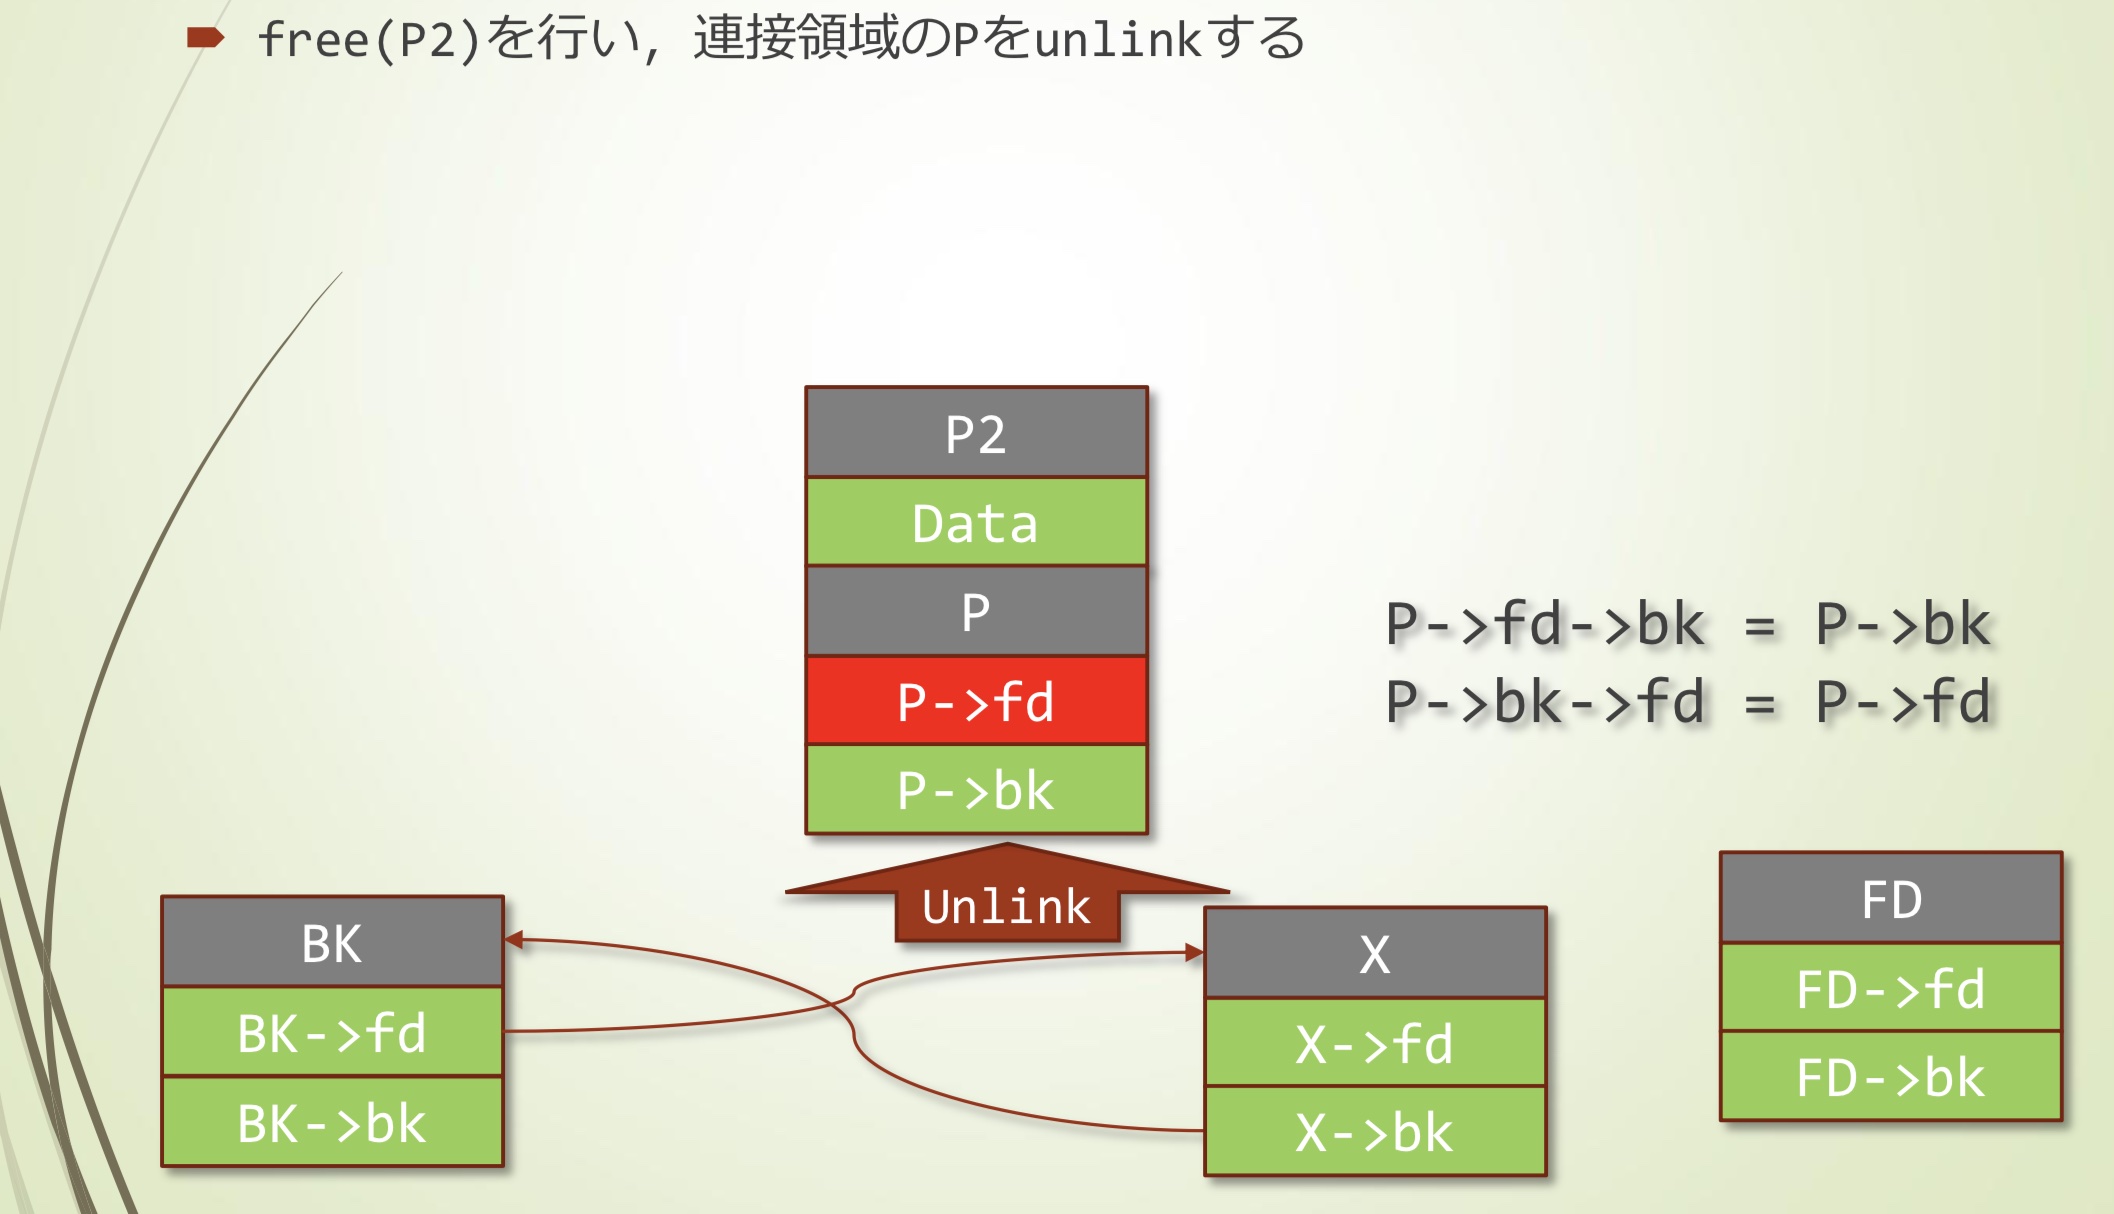 free(P2)を行い, 連接領域のPをunlinkする
P2
Data
P
P->fd
P->bk
P->fd->bk = P->bk
P->bk->fd = P->fd
Unlink
BK
BK->fd
BK->bk
X
X->fd
X->bk
FD
FD->fd
FD->bk